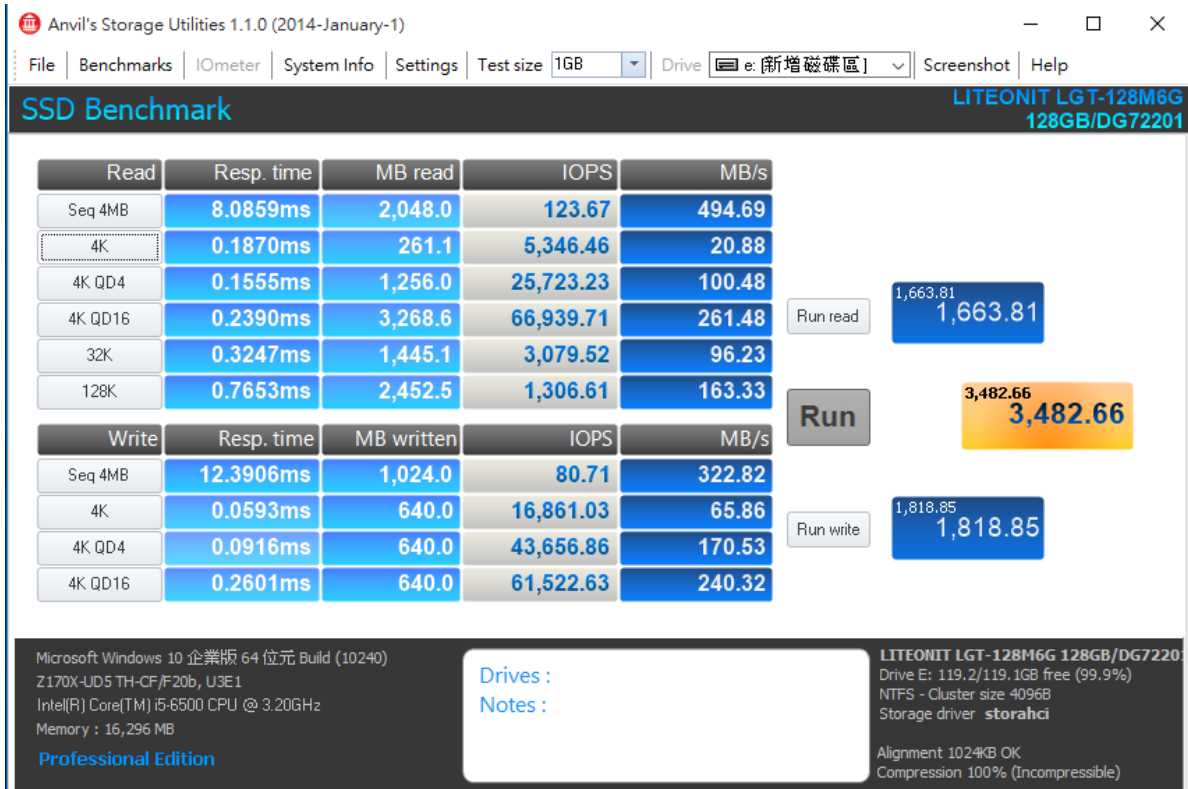 Anvil's Storage Utilities 1.1.0 (2014-January-1)
File Benchmarks IOmeter System Info Settings Test size 1GB Drive e: [新增磁碟區] Screenshot Help
SSD Benchmark
LITEONIT LGT-128M6G
128GB/DG72201
Read Resp. time MB read IOPS MB/s
Seq 4MB 8.0859ms 2,048.0 123.67 494.69
4K 0.1870ms 261.1 5,346.46 20.88
4K QD4 0.1555ms 1,256.0 25,723.23 100.48
4K QD16 0.2390ms 3,268.6 66,939.71 261.48
32K 0.3247ms 1,445.1 3,079.52 96.23
128K 0.7653ms 2,452.5 1,306.61 163.33
Run read
1,663.81
1,663.81
Run
3,482.66
3,482.66
Write Resp. time MB written IOPS MB/s
Seq 4MB 12.3906ms 1,024.0 80.71 322.82
4K 0.0593ms 640.0 16,861.03 65.86
4K QD4 0.0916ms 640.0 43,656.86 170.53
4K QD16 0.2601ms 640.0 61,522.63 240.32
Run write
1,818.85
1,818.85
Microsoft Windows 10 企業版 64 位元 Build (10240)
Z170X-UD5 TH-CF/F20b, U3E1
Intel(R) Core(TM) i5-6500 CPU @ 3.20GHz
Memory : 16,296 MB
Professional Edition
Drives :
Notes :
LITEONIT LGT-128M6G 128GB/DG7220
Drive E: 119.2/119.1GB free (99.9%)
NTFS - Cluster size 4096B
Storage driver storahci
Alignment 1024KB OK
Compression 100% (Incompressible)